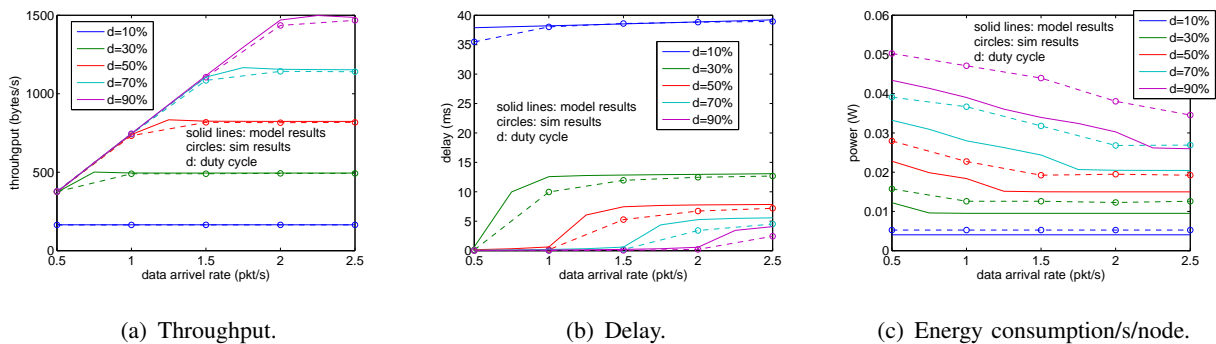 1500
1000
500
0
0.5
1
1.5
2
2.5
data arrivel rate (pkt/s)
throuhgput (bytes/s)
d=10%
d=30%
d=50%
d=70%
d=90%
solid lines: model results
circles: sim results
d: duty cycle
(a) Throughput.
40
35
30
25
20
15
10
5
0
0.5
1
1.5
2
2.5
data arrival rate (pkt/s)
delay (ms)
d=10%
d=30%
d=50%
d=70%
d=90%
solid lines: model results
circles: sim results
d: duty cycle
(b) Delay.
0.06
0.05
0.04
0.03
0.02
0.01
0
0.5
1
1.5
2
2.5
data arrival rate (pkt/s)
power (W)
solid lines: model results
circles: sim results
d: duty cycle
d=10%
d=30%
d=50%
d=70%
d=90%
(c) Energy consumption/s/node.